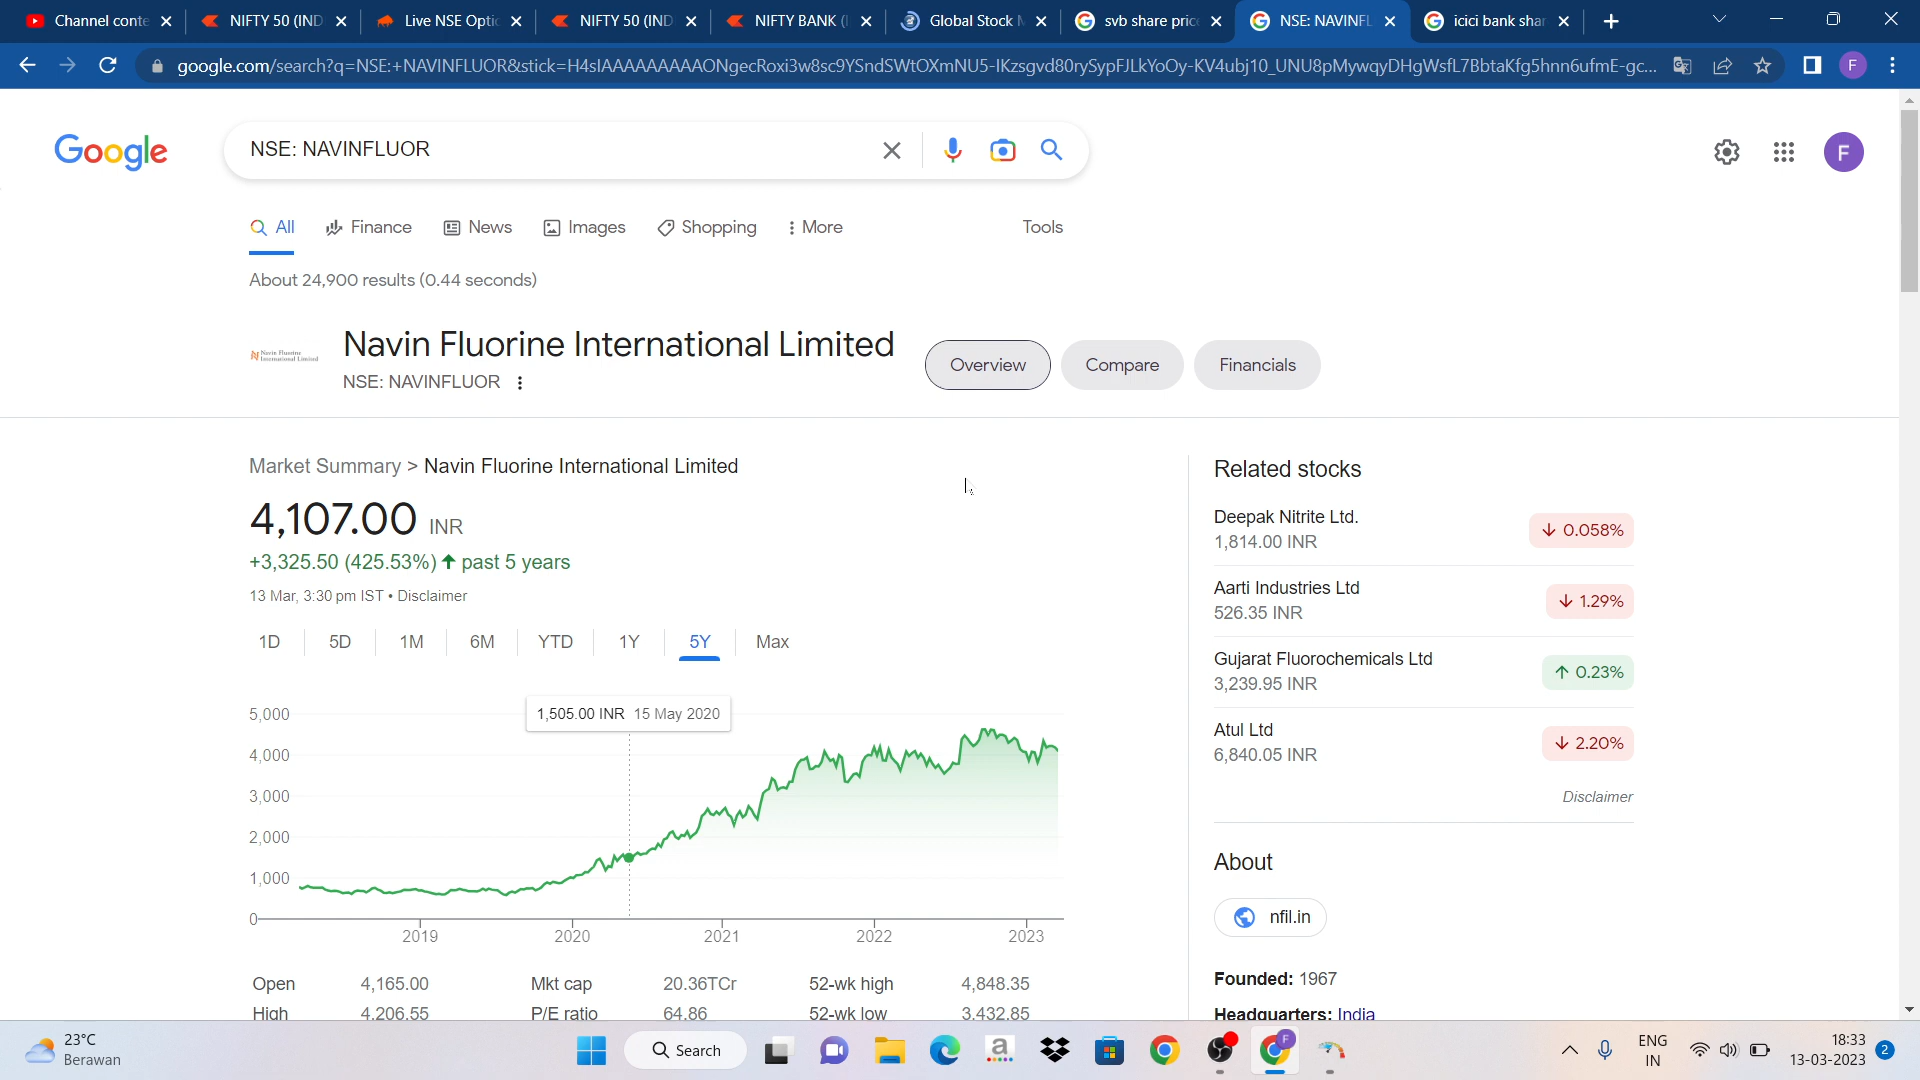 Channel conte
NIFTY 50 (IND
Live NSE Optic
NIFTY 50 (IND
NIFTY BANK (I
Global Stock M
svb share price
NSE: NAVINFL
icici bank shar
google.com/search?q=NSE:+NAVINFLUOR&stick=H4sIAAAAAAAAAONgecRoxi3w8sc9YSndSWtOXmNU5-IKzsgvd80rySypFJLkYoOy-KV4ubj10_UNU8pMywqyDHgWsfL7BbtaKfg5hnn6ufmE-gc...
F
Google
NSE: NAVINFLUOR
F
All
Finance
News
Images
Shopping
More
Tools
About 24,900 results (0.44 seconds)
Navin Fluorine International Limited
Navin Fluorine International Limited
NSE: NAVINFLUOR
Overview
Compare
Financials
Market Summary > Navin Fluorine International Limited
4,107.00 INR
+3,325.50 (425.53%) past 5 years
13 Mar, 3:30 pm IST • Disclaimer
1D
5D
1M
6M
YTD
1Y
5Y
Max
1,505.00 INR 15 May 2020
5,000
4,000
3,000
2,000
1,000
0
2019
2020
2021
2022
2023
Open 4,165.00 Mkt cap 20.36TCr 52-wk high 4,848.35
High 4,206.55 P/E ratio 64.86 52-wk low 3,432.85
Related stocks
Deepak Nitrite Ltd.
1,814.00 INR
0.058%
Aarti Industries Ltd
526.35 INR
1.29%
Gujarat Fluorochemicals Ltd
3,239.95 INR
0.23%
Atul Ltd
6,840.05 INR
2.20%
Disclaimer
About
nfil.in
Founded: 1967
Headquarters: India
23°C
Berawan
Search
a
F
ENG
IN
18:33
13-03-2023
2